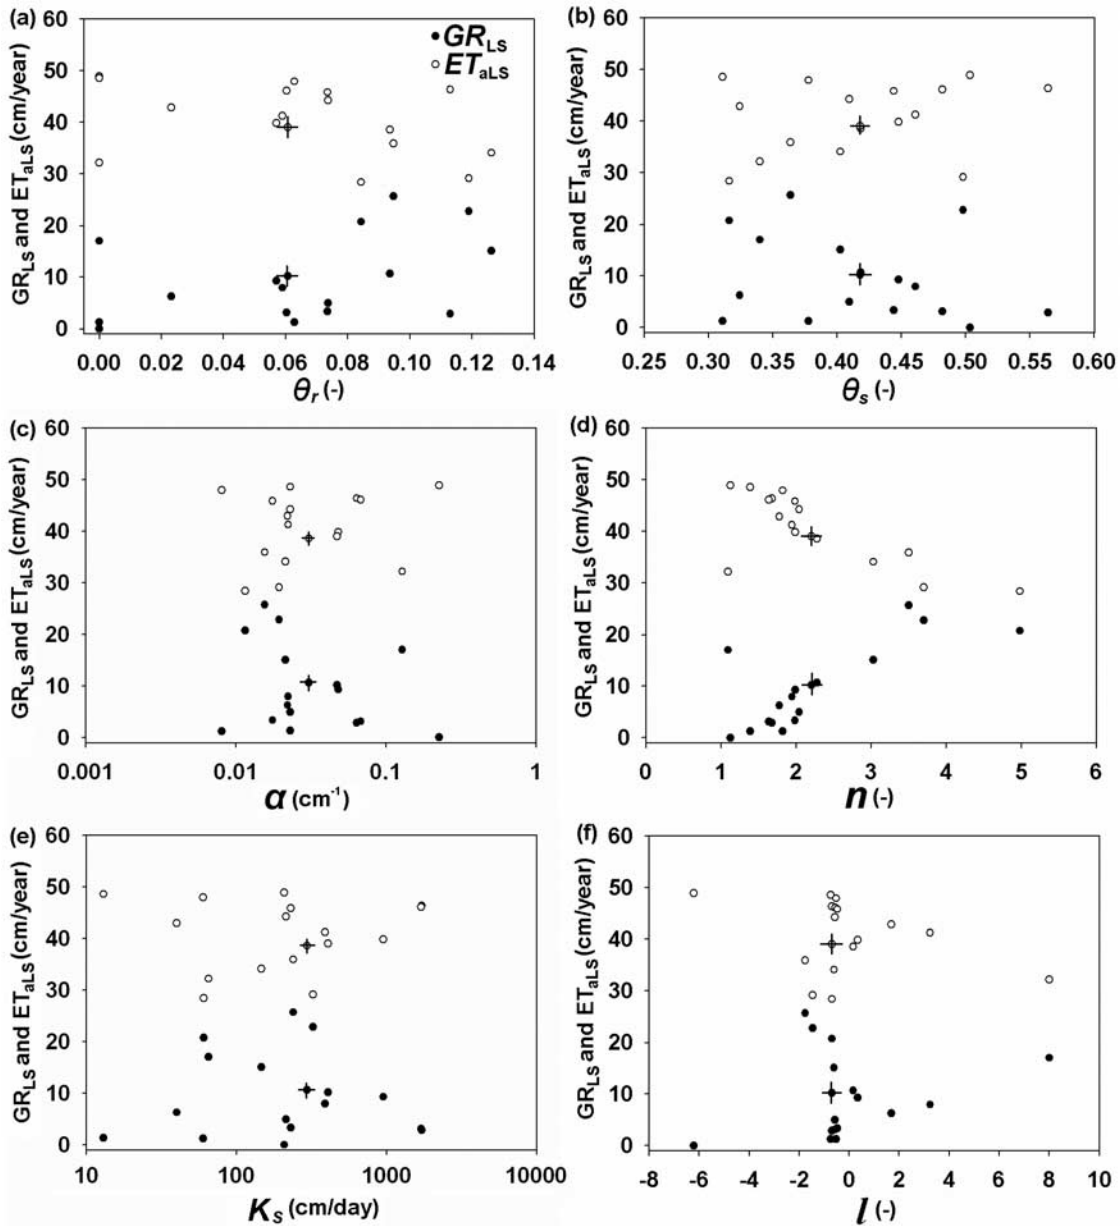 (a) 60 50 40 30 20 10 0
GR_LS and ET_aLS (cm/year)
● GR_LS
○ ET_aLS
0.00 0.02 0.04 0.06 0.08 0.10 0.12 0.14
θ_r (-)
(b) 60 50 40 30 20 10 0
GR_LS and ET_aLS (cm/year)
0.25 0.30 0.35 0.40 0.45 0.50 0.55 0.60
θ_s (-)
(c) 60 50 40 30 20 10 0
GR_LS and ET_aLS (cm/year)
0.001 0.01 0.1 1
α (cm⁻¹)
(d) 60 50 40 30 20 10 0
GR_LS and ET_aLS (cm/year)
0 1 2 3 4 5 6
n (-)
(e) 60 50 40 30 20 10 0
GR_LS and ET_aLS (cm/year)
10 100 1000 10000
K_s (cm/day)
(f) 60 50 40 30 20 10 0
GR_LS and ET_aLS (cm/year)
-8 -6 -4 -2 0 2 4 6 8 10
l (-)